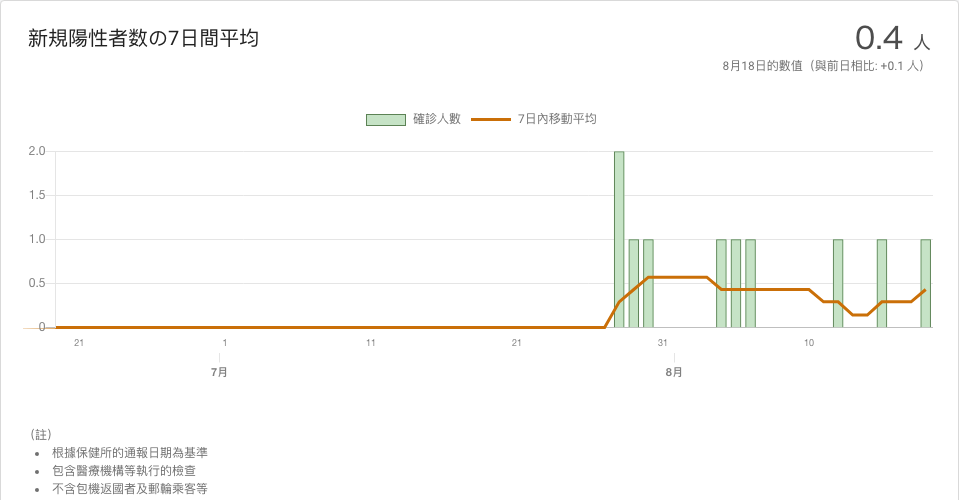 新規陽性者数の7日間平均
0.4 人
8月18日的數值（與前日相比: +0.1 人）
確診人數
7日內移動平均
2.0
1.5
1.0
0.5
0
21
1
11
21
31
10
7月
8月
（註）
• 根據保健所的通報日期為基準
• 包含醫療機構等執行的檢查
• 不含包機返國者及郵輪乘客等